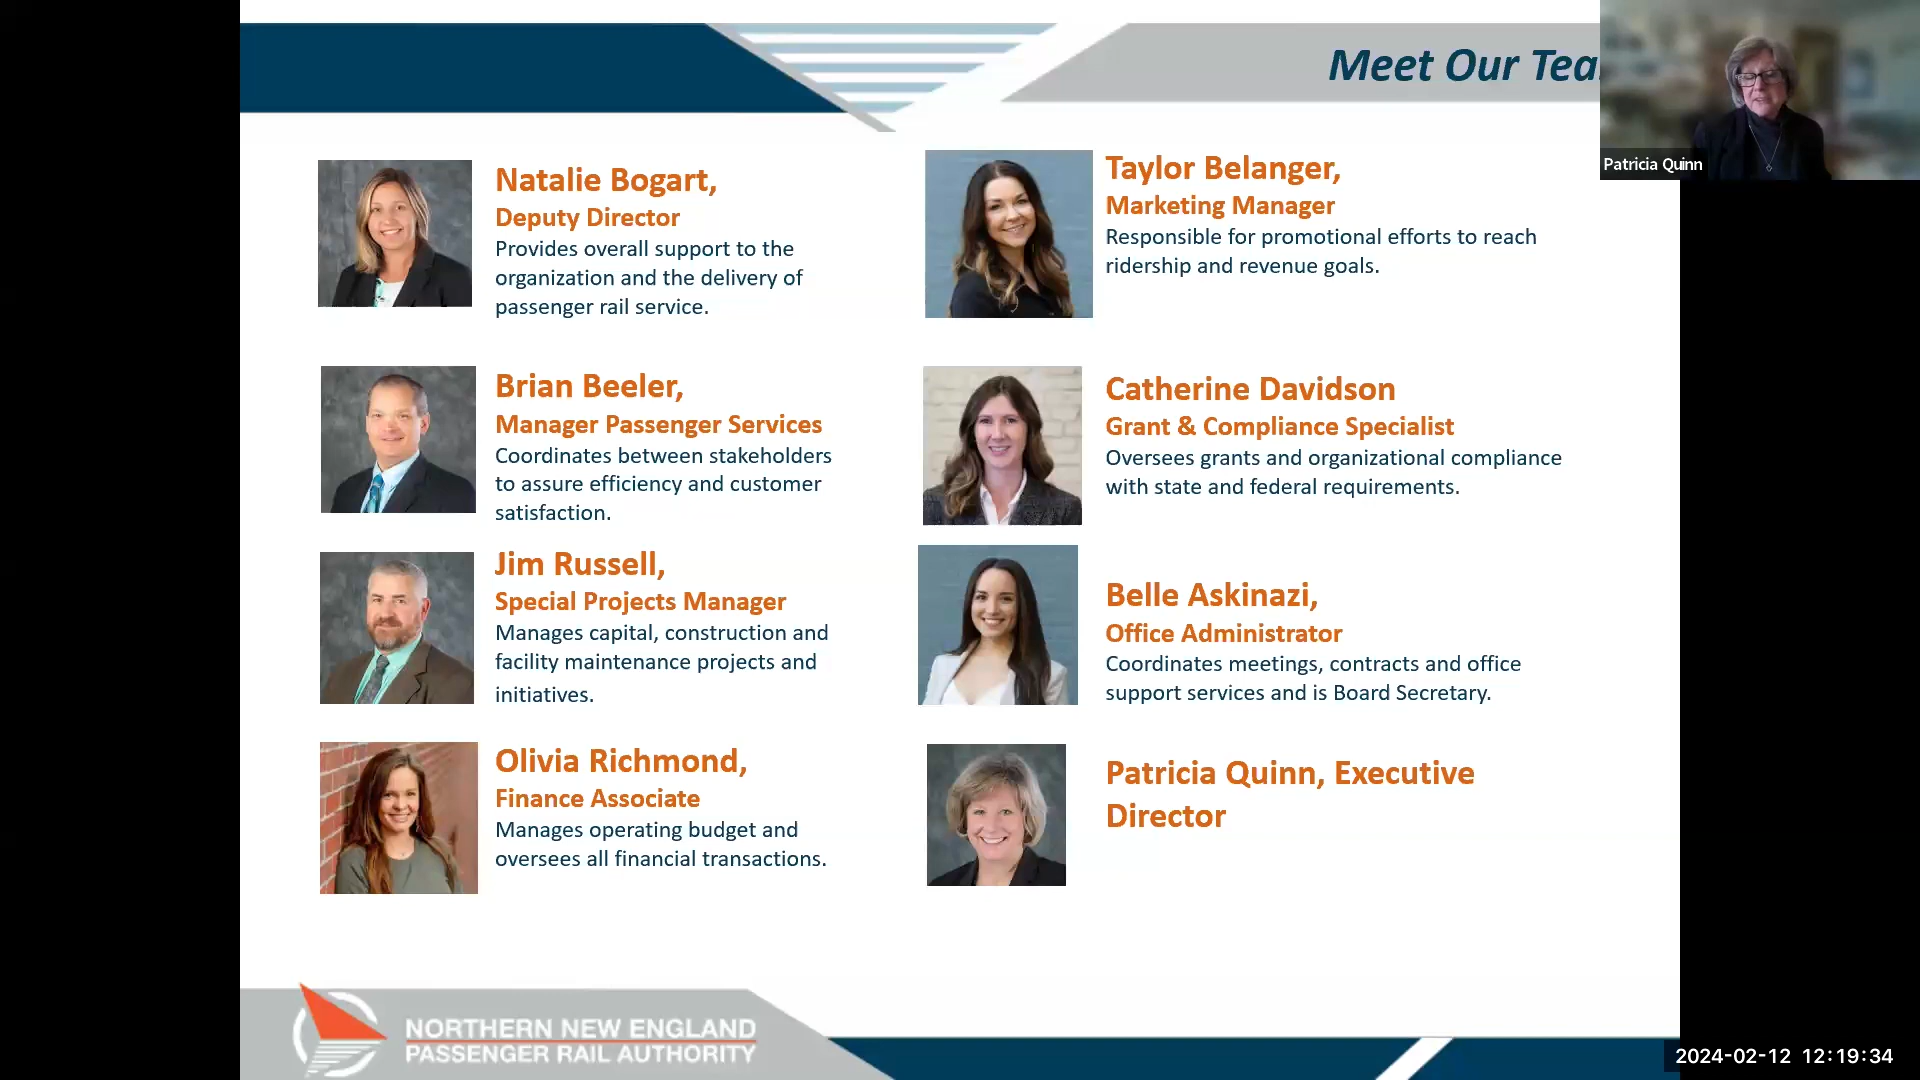 Meet Our Tea
Patricia Quinn
Natalie Bogart,
Deputy Director
Provides overall support to the
organization and the delivery of
passenger rail service.
Taylor Belanger,
Marketing Manager
Responsible for promotional efforts to reach
ridership and revenue goals.
Brian Beeler,
Manager Passenger Services
Coordinates between stakeholders
to assure efficiency and customer
satisfaction.
Catherine Davidson
Grant & Compliance Specialist
Oversees grants and organizational compliance
with state and federal requirements.
Jim Russell,
Special Projects Manager
Manages capital, construction and
facility maintenance projects and
initiatives.
Belle Askinazi,
Office Administrator
Coordinates meetings, contracts and office
support services and is Board Secretary.
Olivia Richmond,
Finance Associate
Manages operating budget and
oversees all financial transactions.
Patricia Quinn, Executive
Director
NORTHERN NEW ENGLAND
PASSENGER RAIL AUTHORITY
2024-02-12 12:19:34